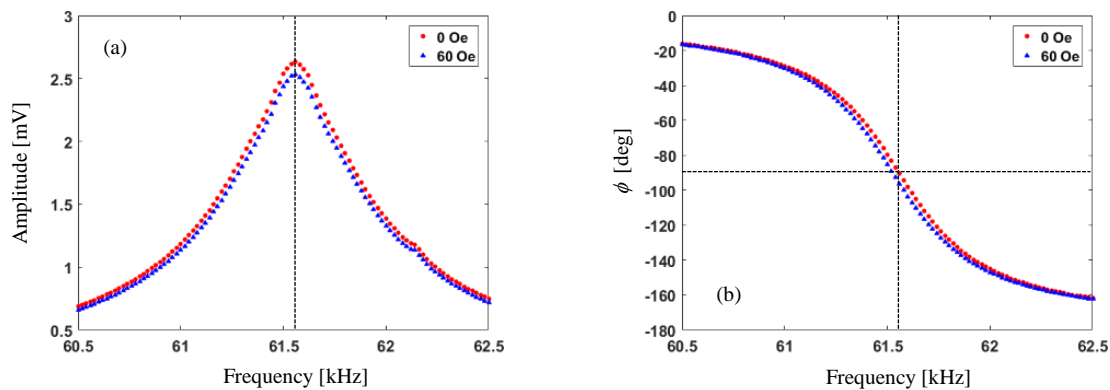 (a)
0 Oe
60 Oe
3
2.5
2
1.5
1
0.5
60.5 61 61.5 62 62.5
Amplitude [mV]
Frequency [kHz]
(b)
0 Oe
60 Oe
0
-20
-40
-60
-80
-100
-120
-140
-160
-180
60.5 61 61.5 62 62.5
ϕ [deg]
Frequency [kHz]